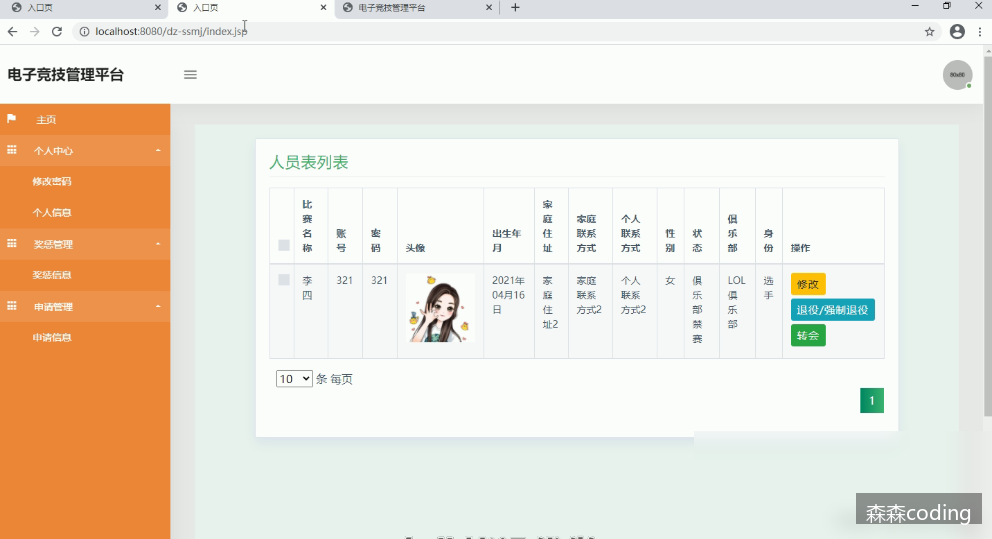 入口页
入口页
电子竞技管理平台
localhost:8080/dz-ssmj/index.jsp
电子竞技管理平台
主页
个人中心
修改密码
个人信息
奖惩管理
奖惩信息
申请管理
申请信息
人员表列表
比赛名称
账号
密码
头像
出生年月
家庭住址
家庭联系方式
个人联系方式
性别
状态
俱乐部
身份
操作
李四
321
321
2021年04月16日
家庭住址2
家庭联系方式2
个人联系方式2
女
俱乐部禁赛
LOL俱乐部
选手
修改
退役/强制退役
转会
10 条 每页
1
森森coding